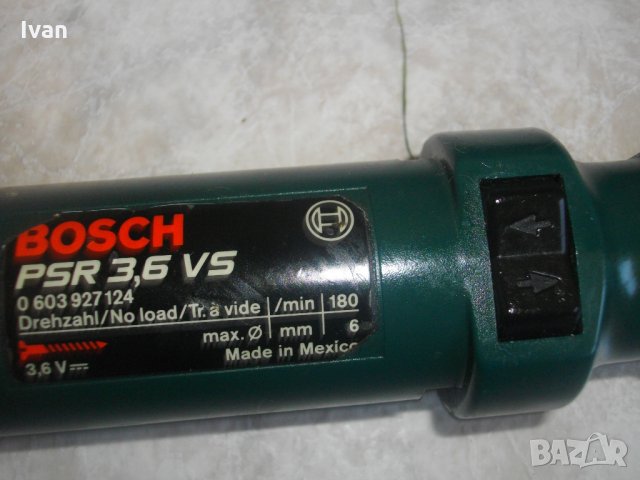 Ivan
BOSCH
PSR 3,6 VS
0 603 927 124
Drehzahl/No load/Tr. à vide /min 180
max. Ø mm 6
3,6 V⎓ Made in Mexico
BAZAR